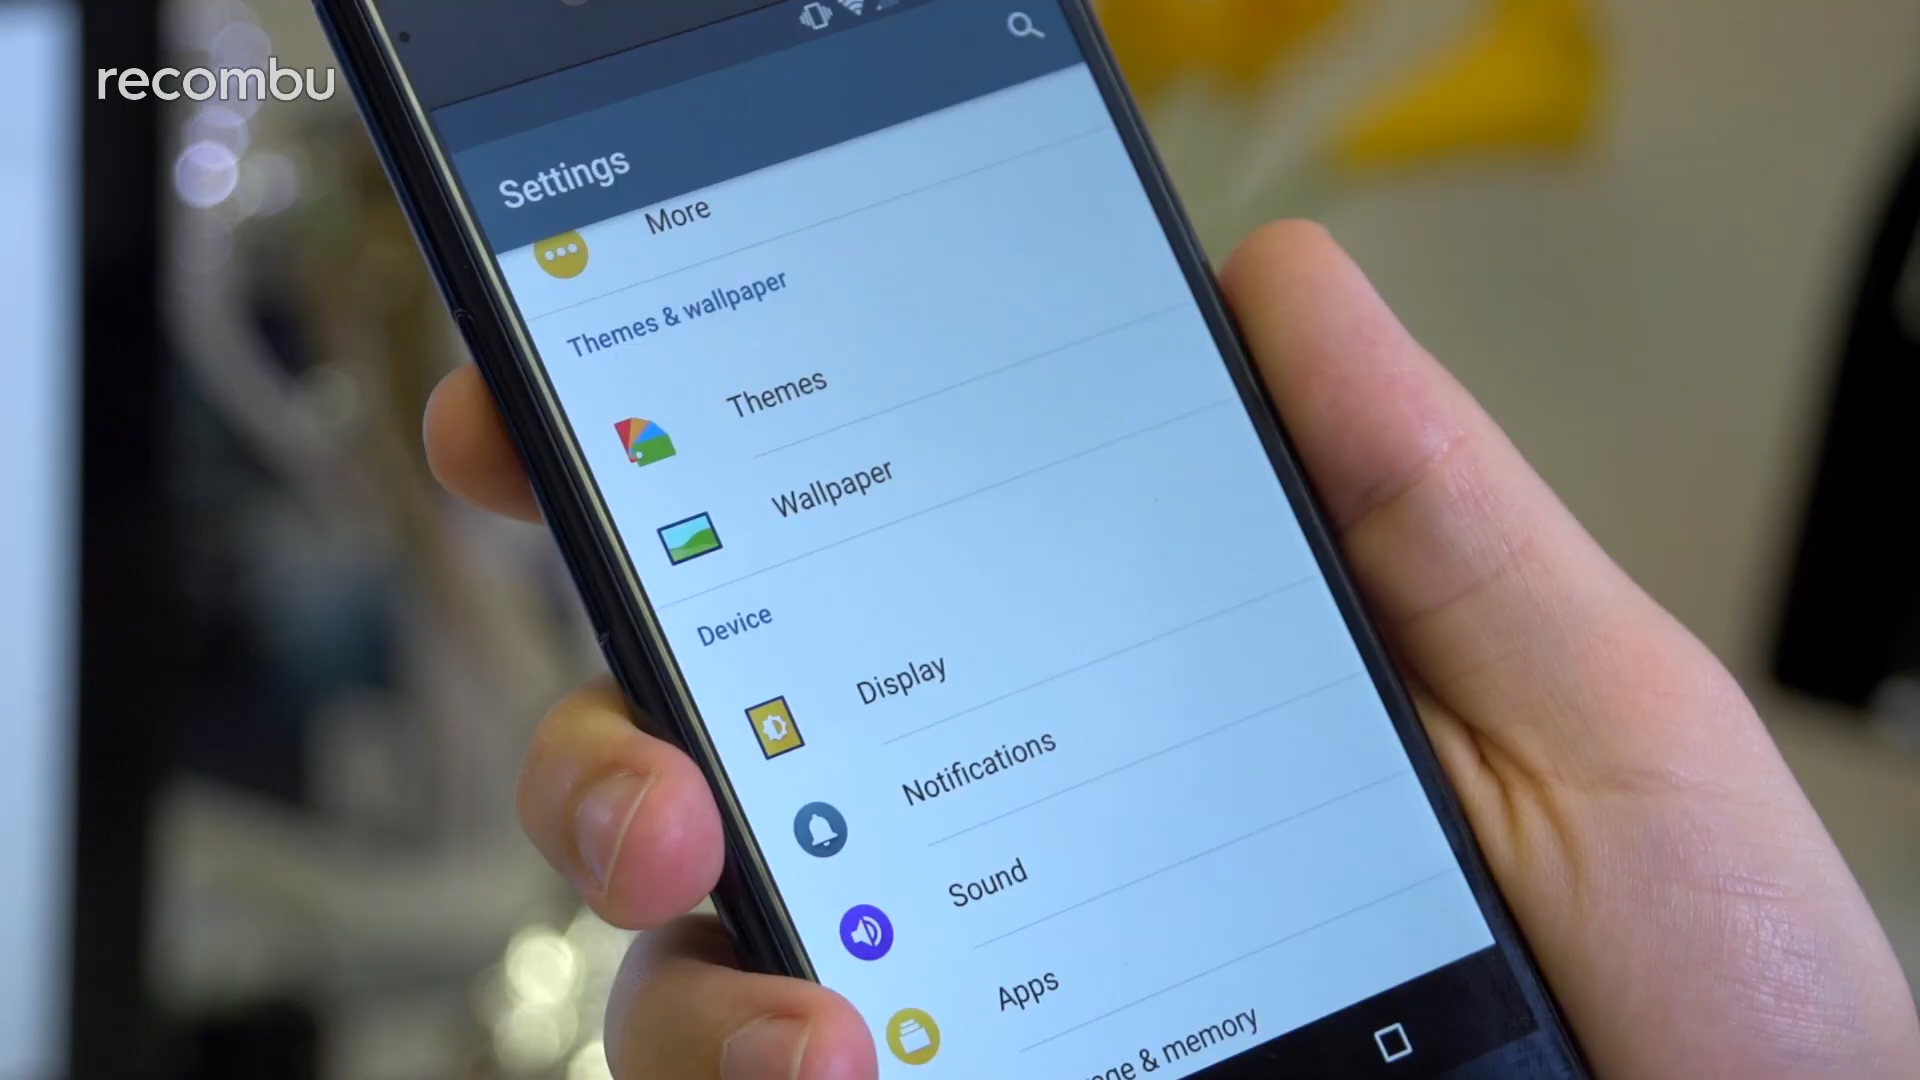 recombu
Settings
More
Themes & wallpaper
Themes
Wallpaper
Device
Display
Notifications
Sound
Apps
& memory